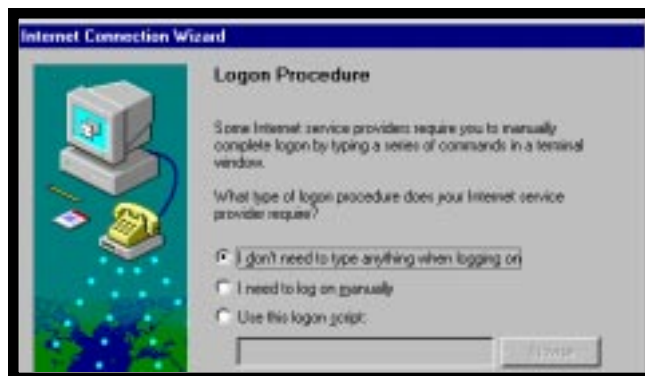 Internet Connection Wizard
Logon Procedure
Some Internet service providers require you to manually
complete logon by typing a series of commands in a terminal
window.
What type of logon procedure does your Internet service
provider require?
I don't need to type anything when logging on
I need to log on manually
Use this logon script:
Browse